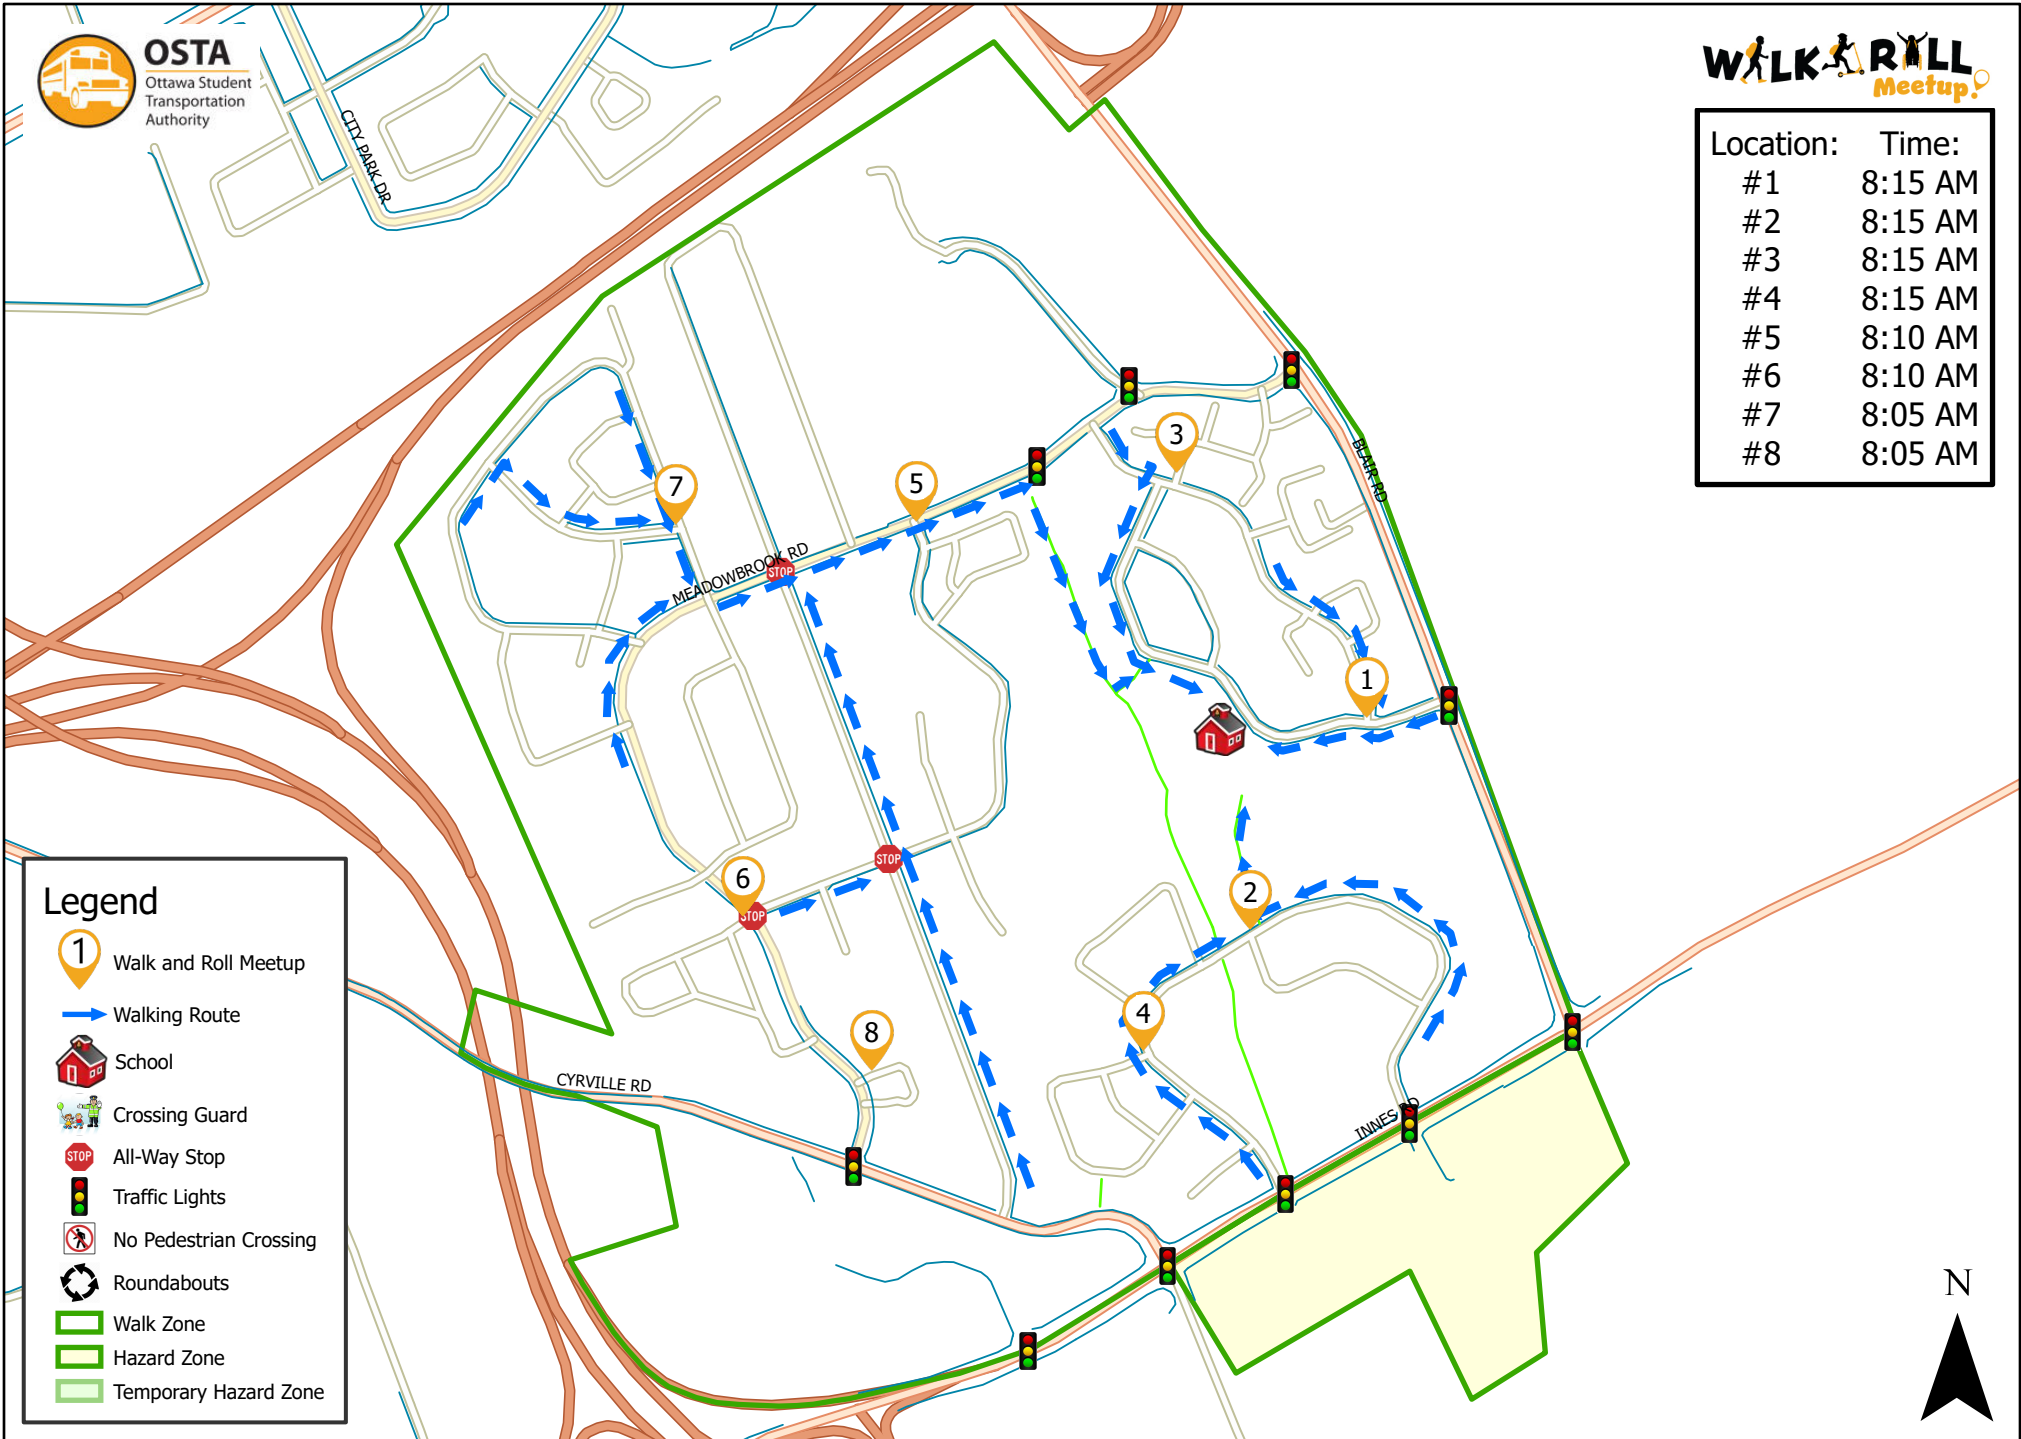 OSTA
Ottawa Student
Transportation
Authority
WALK & ROLL
Meetup!
Location: Time:
#1 8:15 AM
#2 8:15 AM
#3 8:15 AM
#4 8:15 AM
#5 8:10 AM
#6 8:10 AM
#7 8:05 AM
#8 8:05 AM
CITY PARK DR
BLAIR RD
MEADOWBROOK RD
CYRVILLE RD
INNES RD
3
7
5
1
6
2
4
8
STOP
STOP
STOP
Legend
1 Walk and Roll Meetup
Walking Route
School
Crossing Guard
STOP All-Way Stop
Traffic Lights
No Pedestrian Crossing
Roundabouts
Walk Zone
Hazard Zone
Temporary Hazard Zone
N